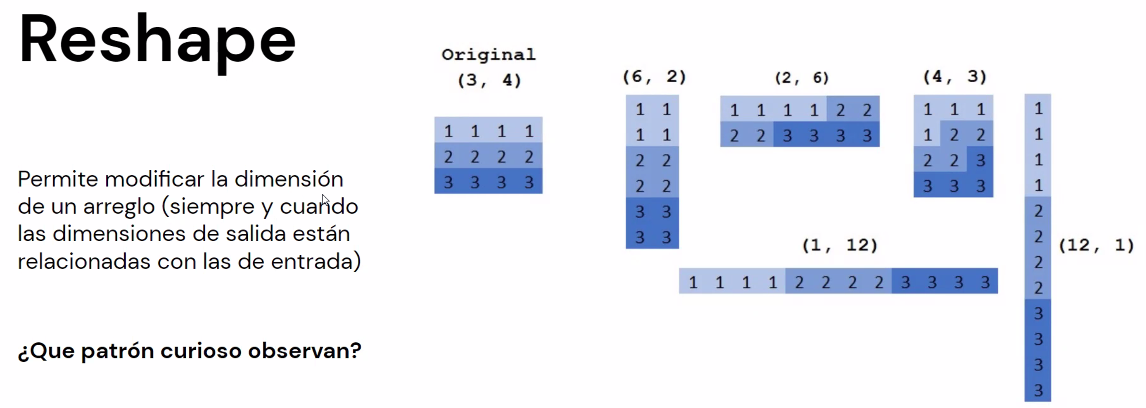 Reshape
Permite modificar la dimensión
de un arreglo (siempre y cuando
las dimensiones de salida están
relacionadas con las de entrada)
¿Que patrón curioso observan?
Original
(3, 4)
1 1 1 1
2 2 2 2
3 3 3 3
(6, 2)
1 1
1 1
2 2
2 2
3 3
3 3
(2, 6)
1 1 1 1 2 2
2 2 3 3 3 3
(4, 3)
1 1 1
1 2 2
2 2 3
3 3 3
(1, 12)
1 1 1 1 2 2 2 2 3 3 3 3
(12, 1)
1
1
1
1
2
2
2
2
3
3
3
3